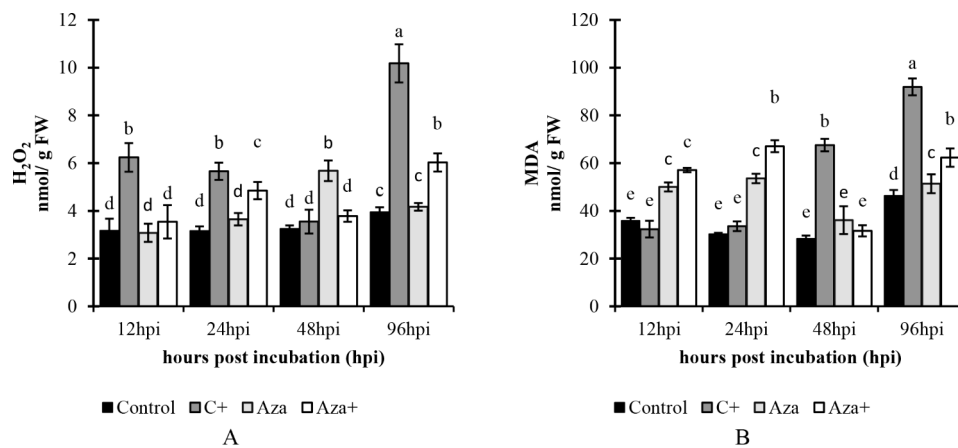 12
10
8
6
4
2
0
H₂O₂
nmol/ g FW
a
b
b
c
b
b
d
d
d
d
d
d
d
c
c
12hpi 24hpi 48hpi 96hpi
hours post incubation (hpi)
Control C+ Aza Aza+
A
120
100
80
60
40
20
0
MDA
nmol/ g FW
a
b
b
b
c
c
c
c
d
e
e
e
e
e
e
e
12hpi 24hpi 48hpi 96hpi
hours post incubation (hpi)
Control C+ Aza Aza+
B